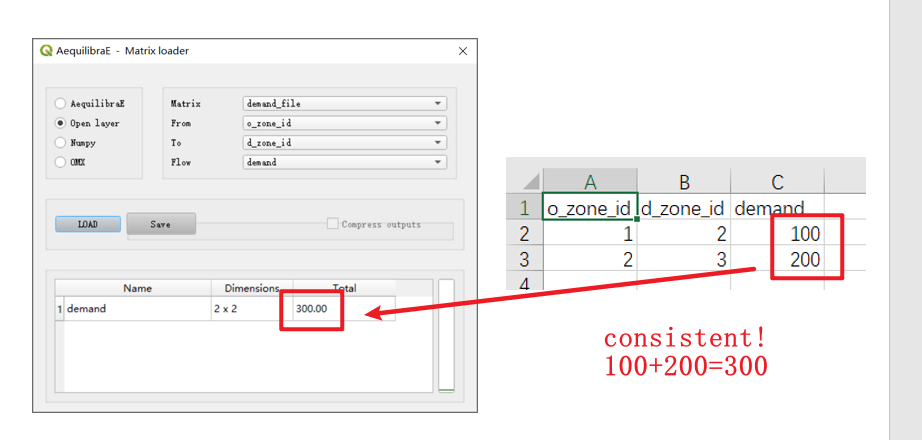 AequilibraE - Matrix loader
AequilibraE
Open layer
Numpy
OMX
Matrix demand_file
From o_zone_id
To d_zone_id
Flow demand
LOAD Save Compress outputs
Name Dimensions Total
1 demand 2 x 2 300.00
A B C
1 o_zone_id d_zone_id demand
2 1 2 100
3 2 3 200
4
consistent!
100+200=300